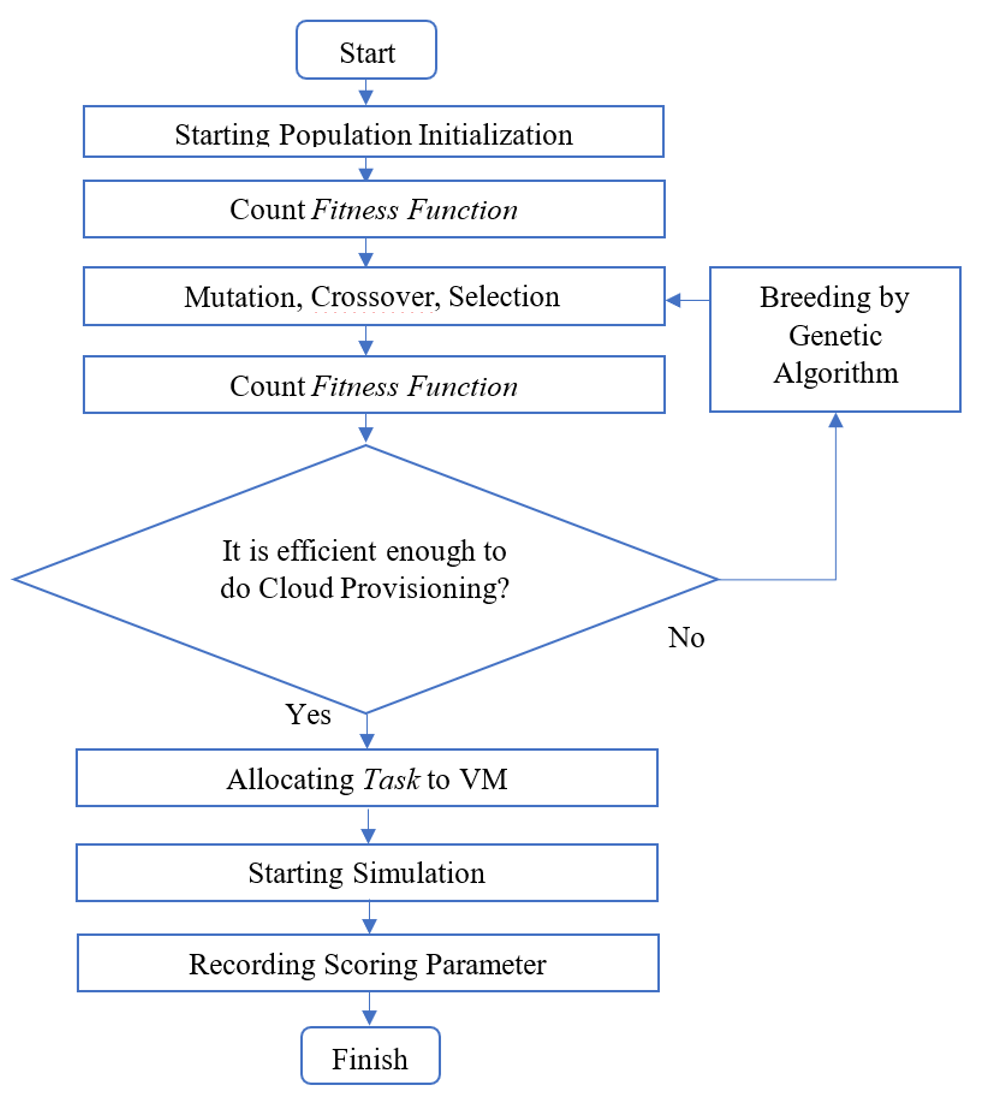 Start
Starting Population Initialization
Count Fitness Function
Mutation, Crossover, Selection
Breeding by
Genetic
Algorithm
Count Fitness Function
It is efficient enough to
do Cloud Provisioning?
No
Yes
Allocating Task to VM
Starting Simulation
Recording Scoring Parameter
Finish